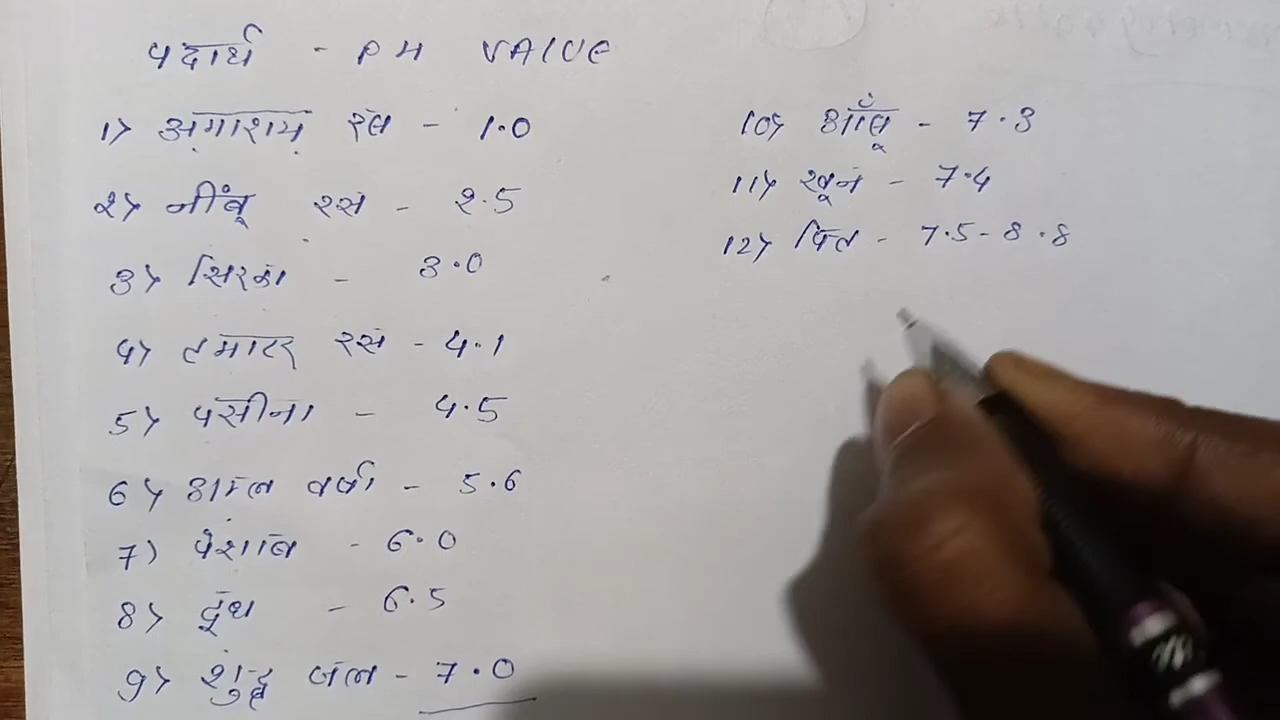 पदार्थ - PH VALUE
1> अमाशय रस - 1.0
2> नींबू रस - 2.5
3> सिरका - 3.0
4> टमाटर रस - 4.1
5> पसीना - 4.5
6> अम्ल वर्षा - 5.6
7) पेशाब - 6.0
8> दूध - 6.5
9> शुद्ध जल - 7.0
10> आँसू - 7.3
11> खून - 7.4
12> पित - 7.5-8.8